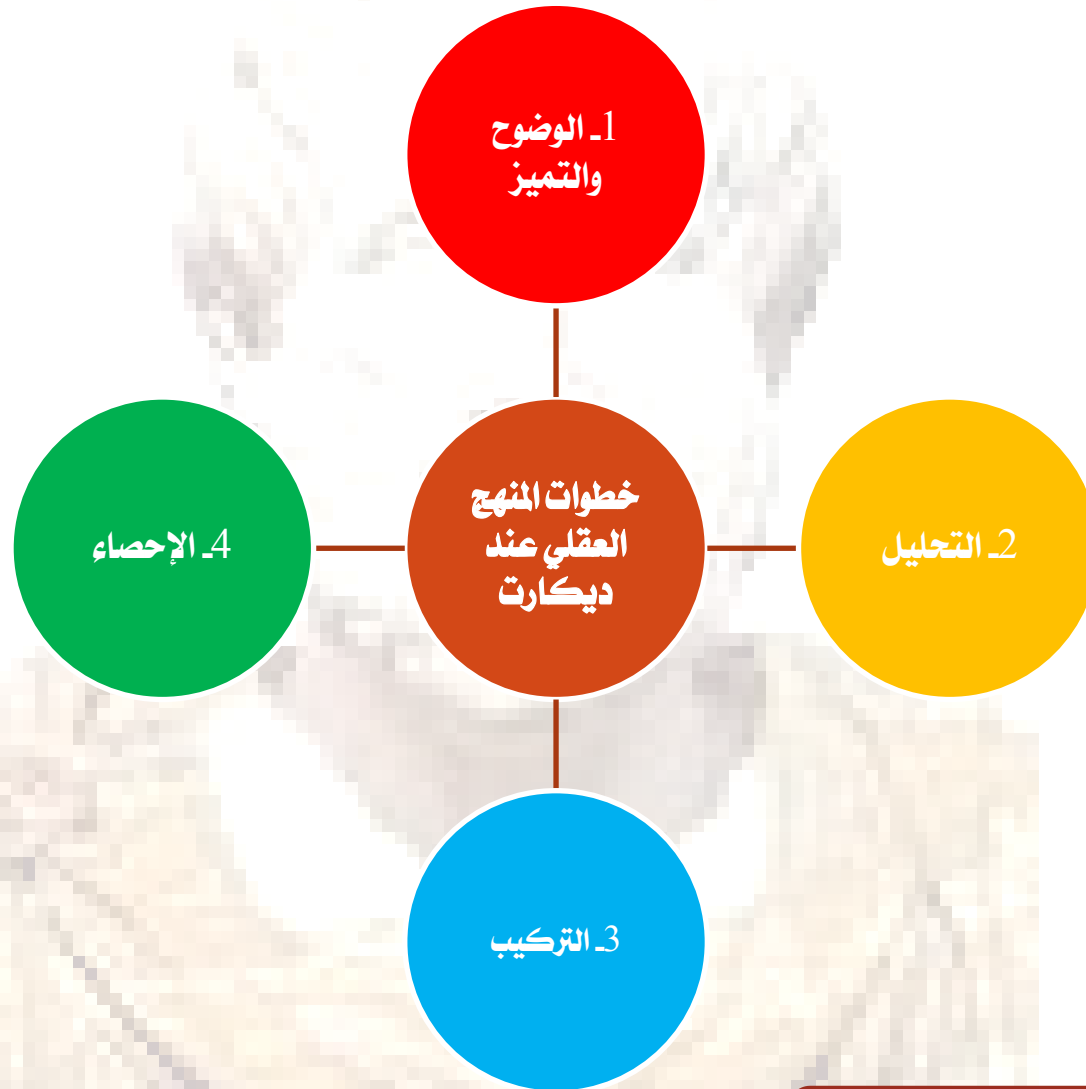 1ـ الوضوح
والتميز
خطوات المنهج
العقلي عند
ديكارت
2ـ التحليل
4ـ الإحصاء
3ـ التركيب